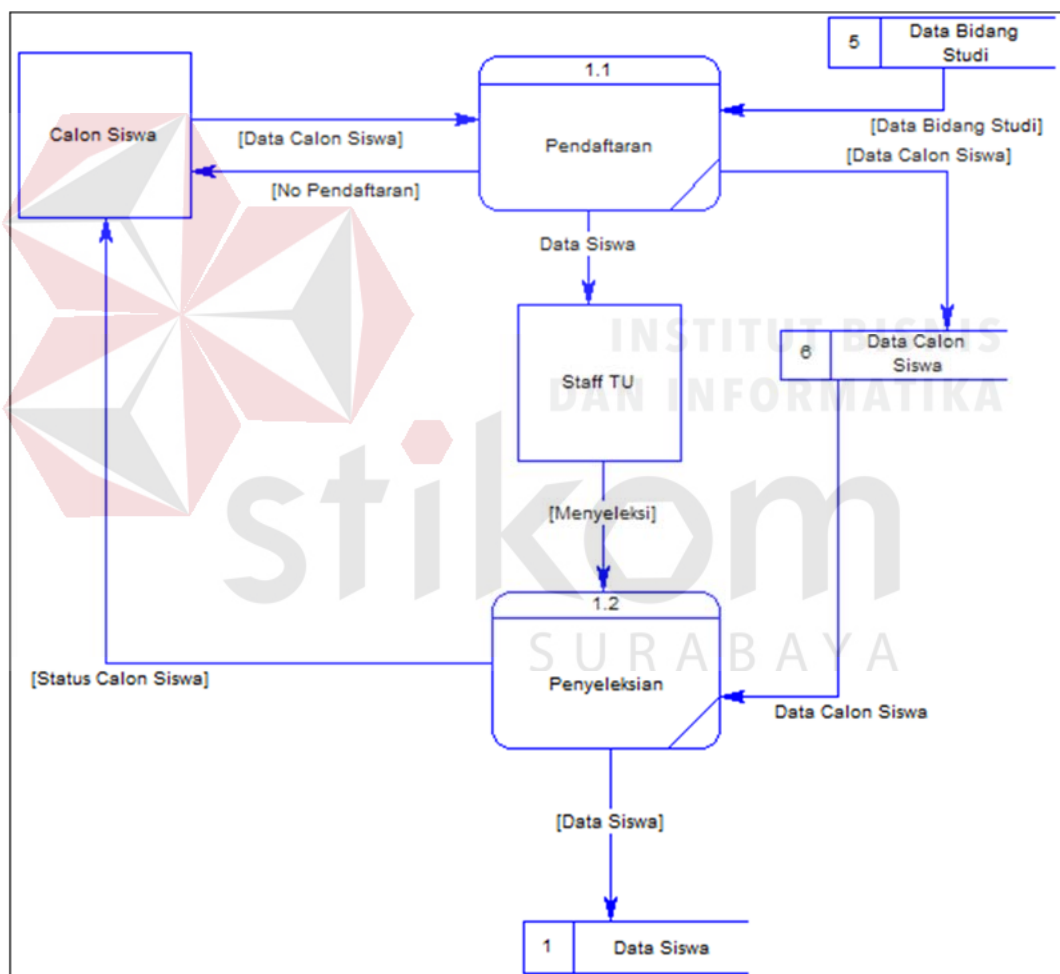 5
Data Bidang
Studi
1.1
Calon Siswa
[Data Calon Siswa]
Pendaftaran
[Data Bidang Studi]
[Data Calon Siswa]
[No Pendaftaran]
Data Siswa
INSTITUT BISNIS
DAN INFORMATIKA
6
Data Calon
Siswa
Staff TU
stikom
[Menyeleksi]
1.2
SURABAYA
[Status Calon Siswa]
Penyeleksian
Data Calon Siswa
[Data Siswa]
1
Data Siswa